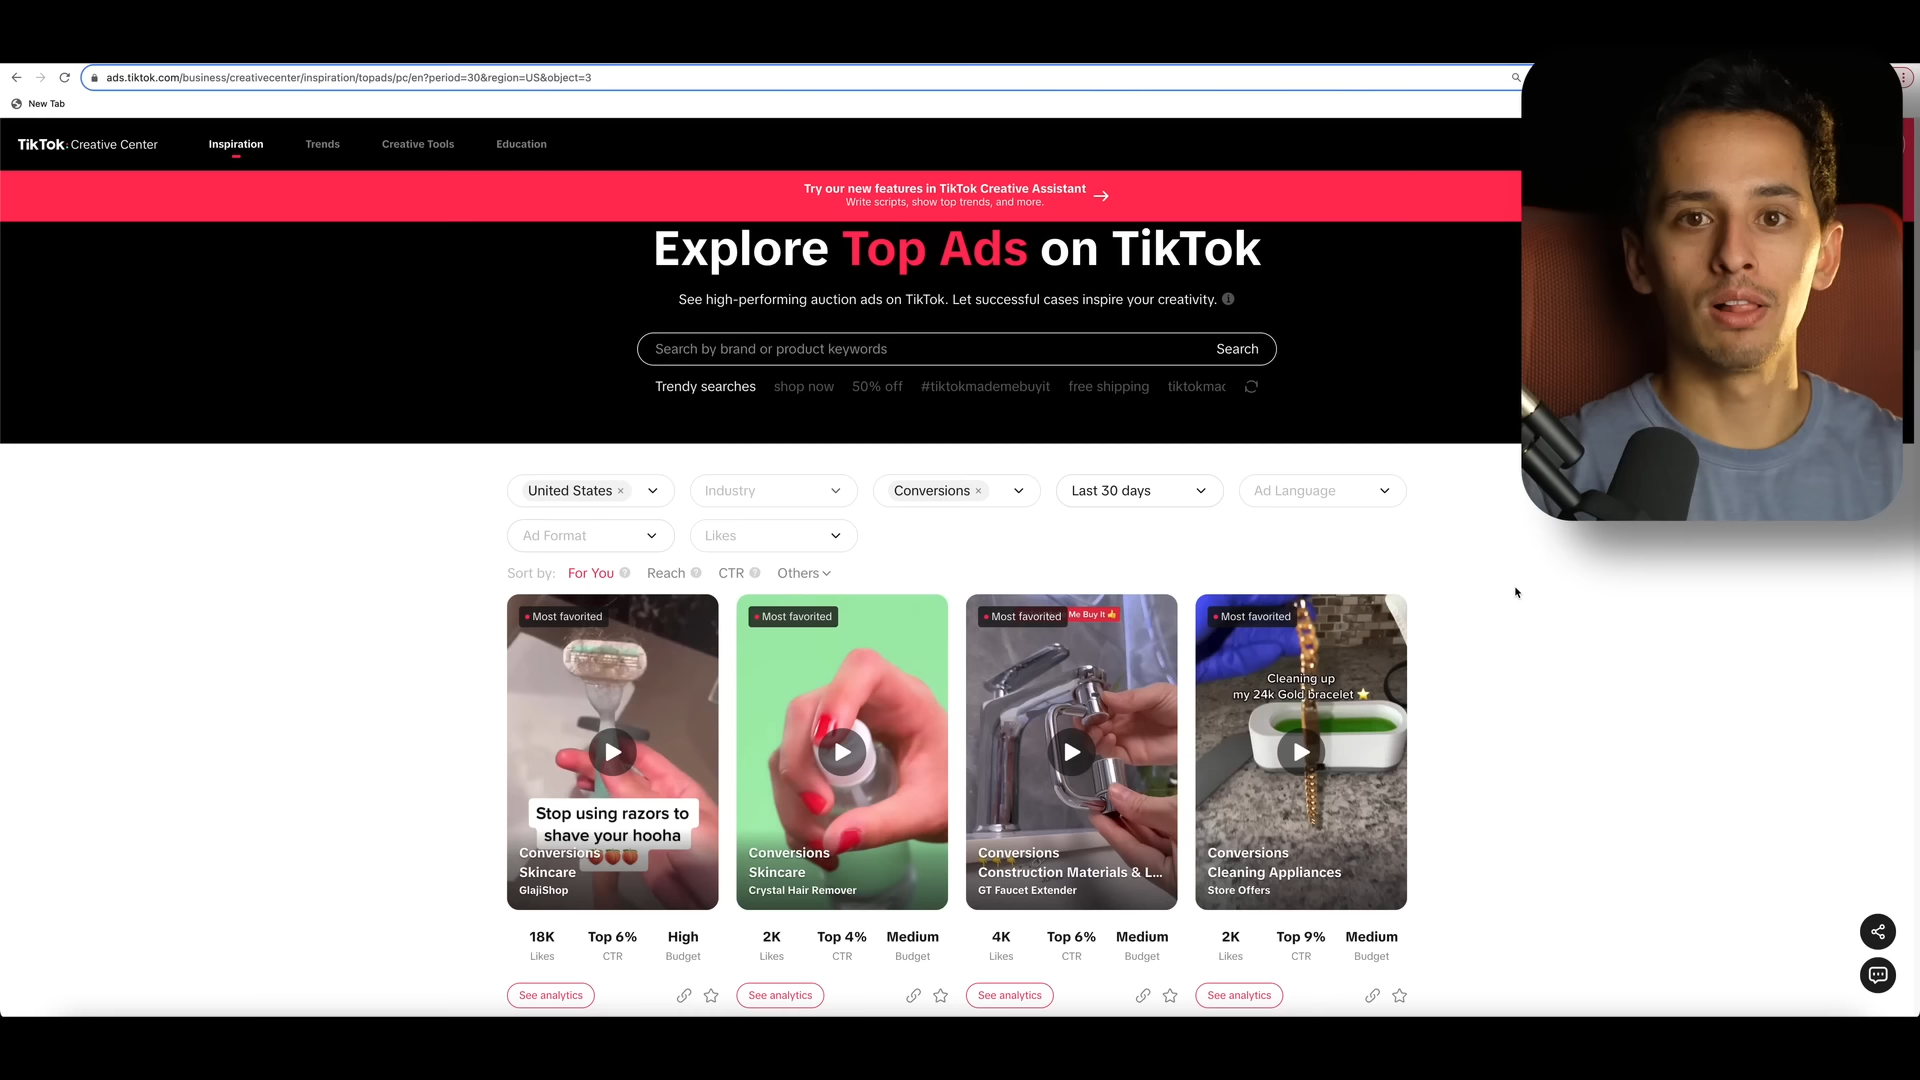 ads.tiktok.com/business/creativecenter/inspiration/topads/pc/en?period=30&region=US&object=3
New Tab
TikTok: Creative Center
Inspiration
Trends
Creative Tools
Education
Try our new features in TikTok Creative Assistant
Write scripts, show top trends, and more.
Explore Top Ads on TikTok
See high-performing auction ads on TikTok. Let successful cases inspire your creativity.
Search by brand or product keywords
Search
Trendy searches
shop now
50% off
#tiktokmademebuyit
free shipping
tiktokmad
United States
Industry
Conversions
Last 30 days
Ad Language
Ad Format
Likes
Sort by:
For You
Reach
CTR
Others
Most favorited
Stop using razors to
shave your hooha
Conversions
Skincare
GlajiShop
18K
Likes
Top 6%
CTR
High
Budget
See analytics
Most favorited
Conversions
Skincare
Crystal Hair Remover
2K
Likes
Top 4%
CTR
Medium
Budget
See analytics
Most favorited
Me Buy It
Conversions
Construction Materials & L...
GT Faucet Extender
4K
Likes
Top 6%
CTR
Medium
Budget
See analytics
Most favorited
Cleaning up
my 24k Gold bracelet
Conversions
Cleaning Appliances
Store Offers
2K
Likes
Top 9%
CTR
Medium
Budget
See analytics